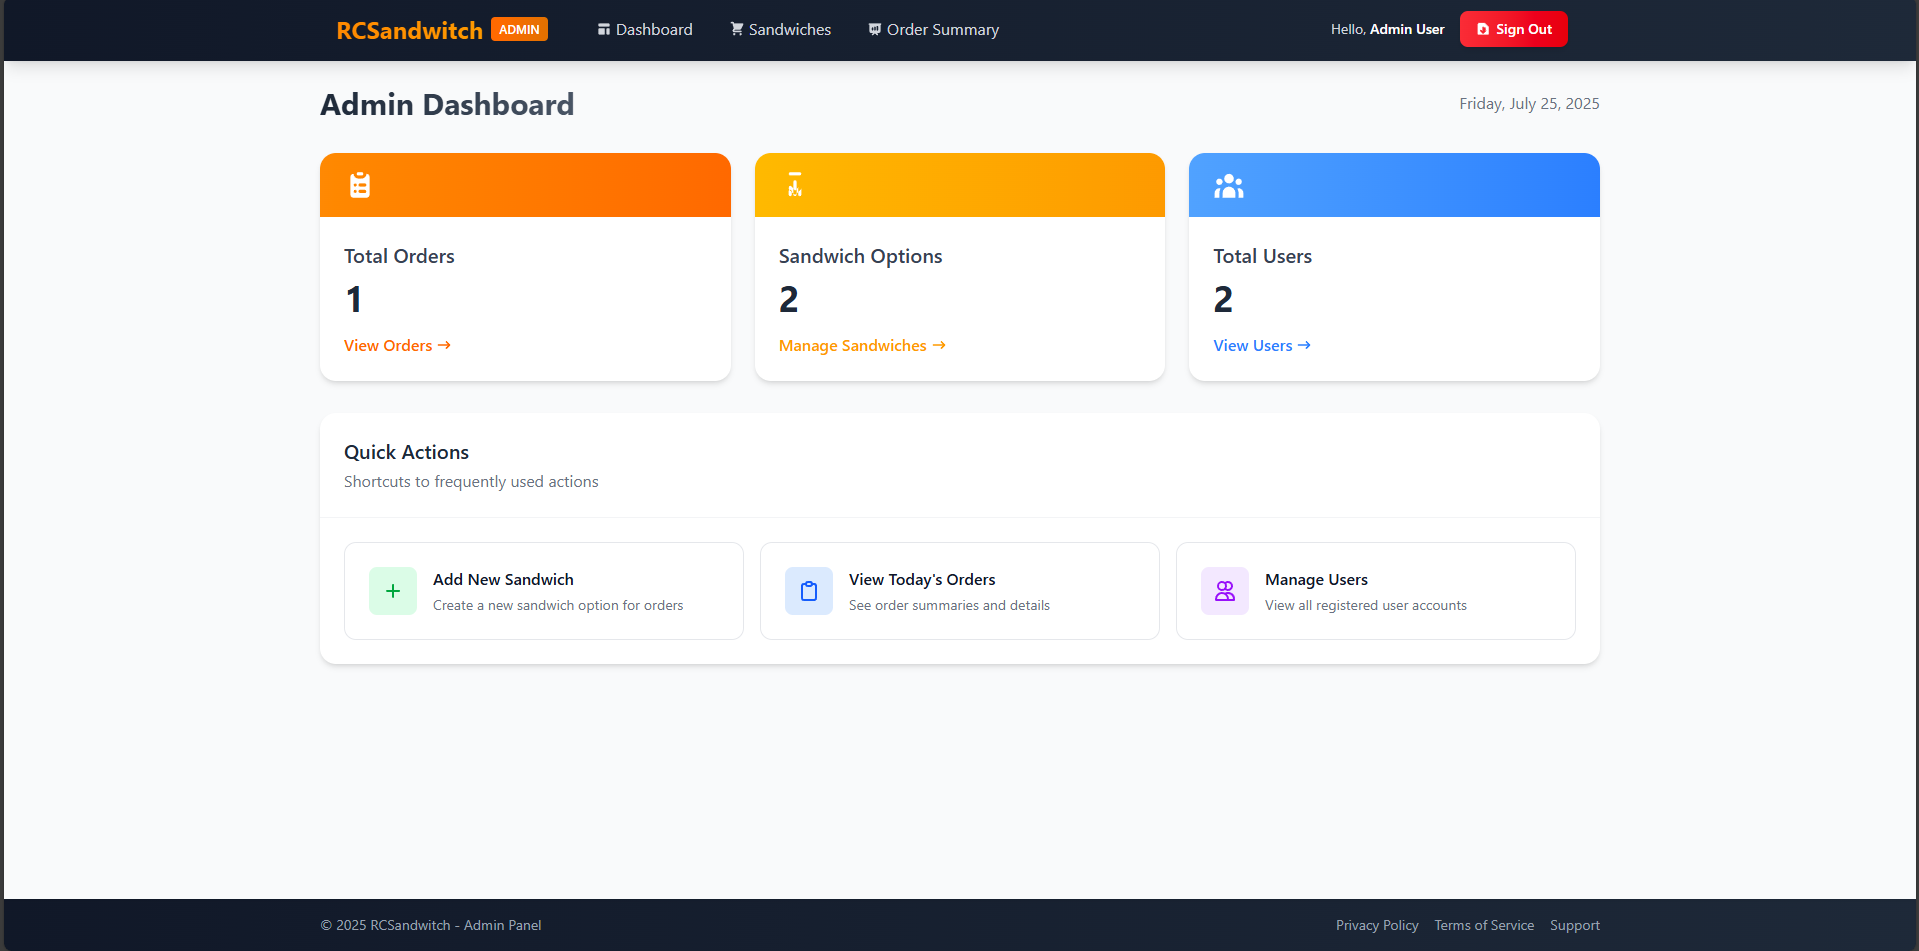 RCSandwitch ADMIN Dashboard Sandwiches Order Summary Hello, Admin User Sign Out
Admin Dashboard
Friday, July 25, 2025
Total Orders
1
View Orders →
Sandwich Options
2
Manage Sandwiches →
Total Users
2
View Users →
Quick Actions
Shortcuts to frequently used actions
Add New Sandwich
Create a new sandwich option for orders
View Today's Orders
See order summaries and details
Manage Users
View all registered user accounts
© 2025 RCSandwitch - Admin Panel
Privacy Policy Terms of Service Support